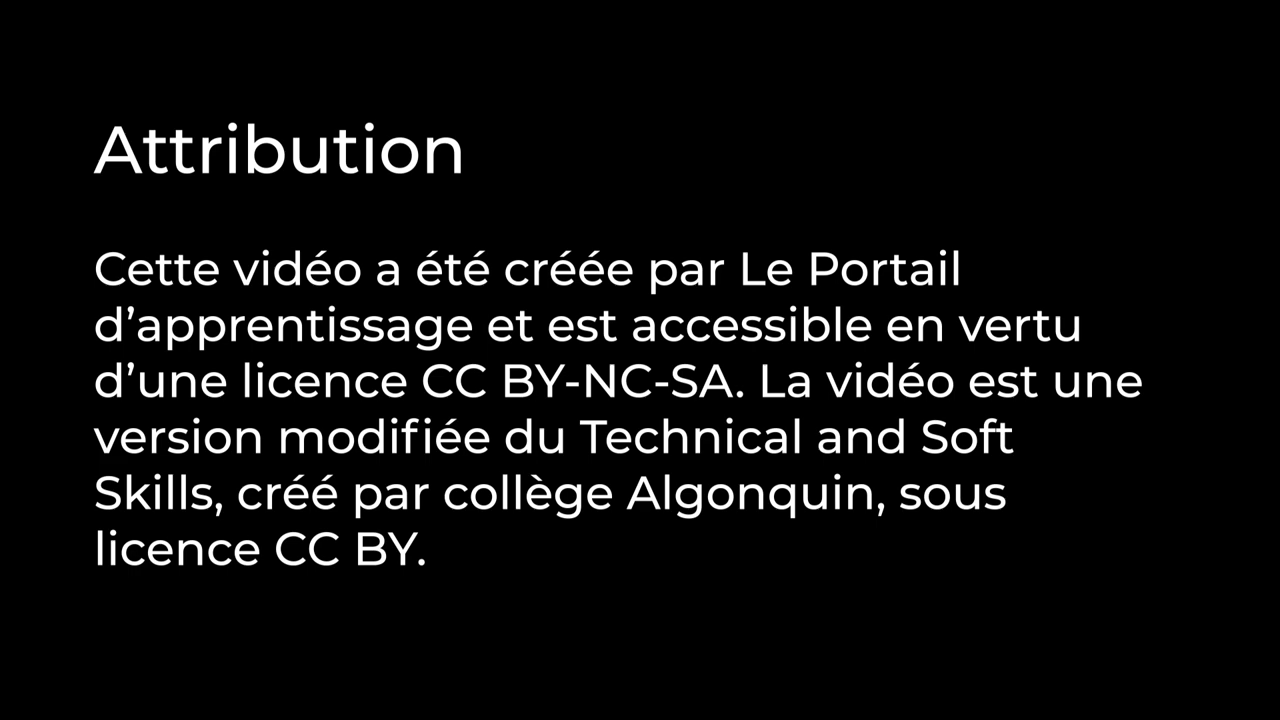 Attribution
Cette vidéo a été créée par Le Portail
d’apprentissage et est accessible en vertu
d’une licence CC BY-NC-SA. La vidéo est une
version modifiée du Technical and Soft
Skills, créé par collège Algonquin, sous
licence CC BY.